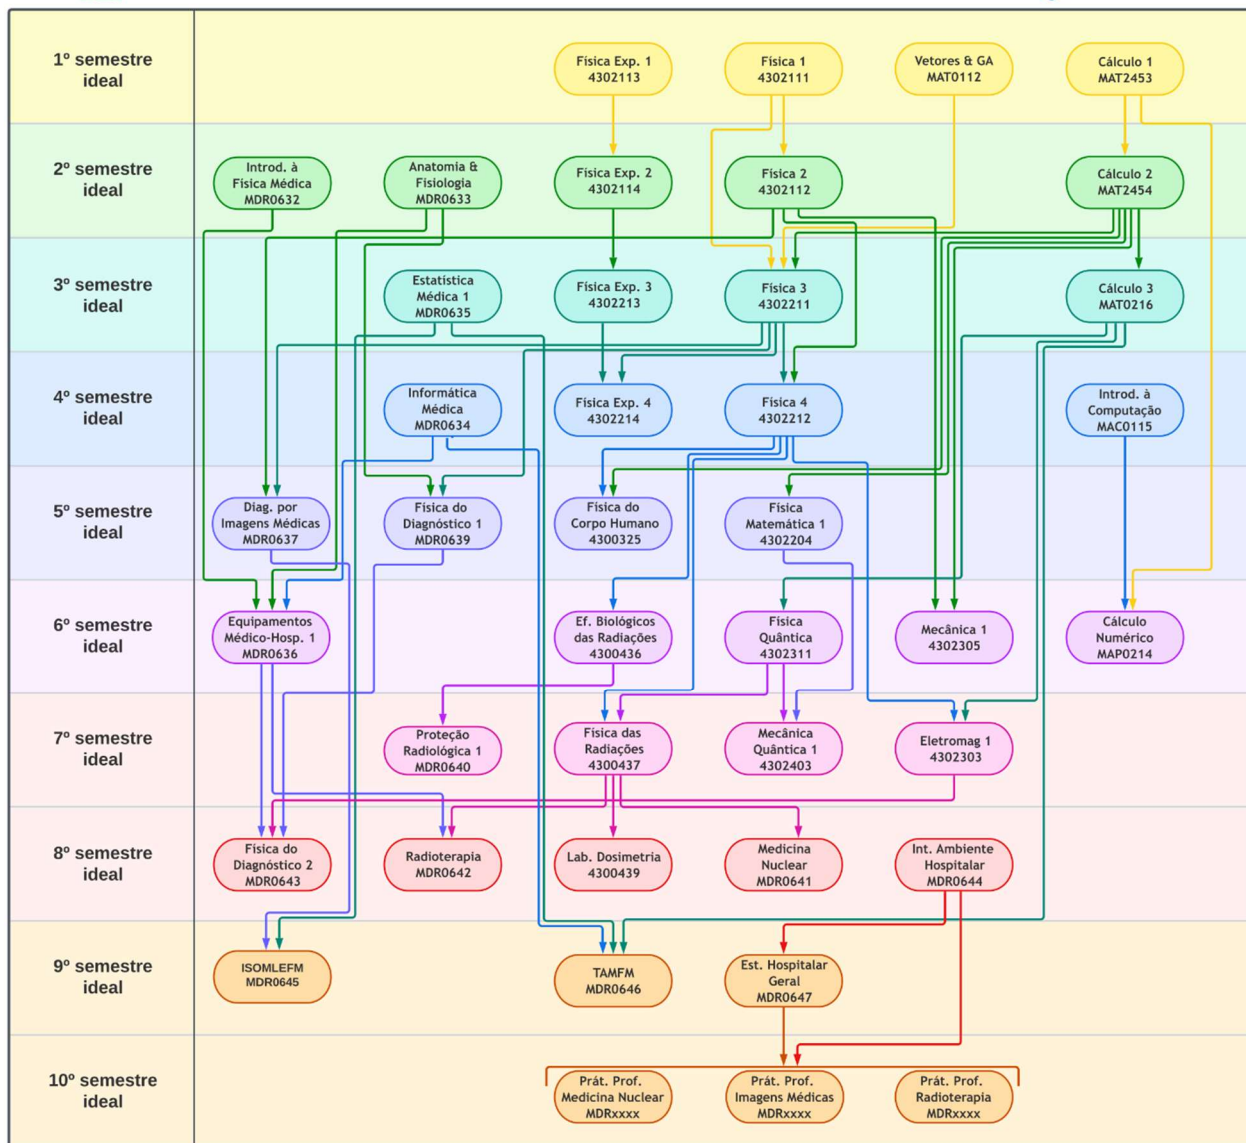 1º semestre
ideal
Física Exp. 1
4302113
Física 1
4302111
Vetores & GA
MAT0112
Cálculo 1
MAT2453
2º semestre
ideal
Introd. à
Física Médica
MDR0632
Anatomia &
Fisiologia
MDR0633
Física Exp. 2
4302114
Física 2
4302112
Cálculo 2
MAT2454
3º semestre
ideal
Estatística
Médica 1
MDR0635
Física Exp. 3
4302213
Física 3
4302211
Cálculo 3
MAT0216
4º semestre
ideal
Informática
Médica
MDR0634
Física Exp. 4
4302214
Física 4
4302212
Introd. à
Computação
MAC0115
5º semestre
ideal
Diag. por
Imagens Médicas
MDR0637
Física do
Diagnóstico 1
MDR0639
Física do
Corpo Humano
4300325
Física
Matemática 1
4302204
6º semestre
ideal
Equipamentos
Médico-Hosp. 1
MDR0636
Ef. Biológicos
das Radiações
4300436
Física
Quântica
4302311
Mecânica 1
4302305
Cálculo
Numérico
MAP0214
7º semestre
ideal
Proteção
Radiológica 1
MDR0640
Física das
Radiações
4300437
Mecânica
Quântica 1
4302403
Eletromag 1
4302303
8º semestre
ideal
Física do
Diagnóstico 2
MDR0643
Radioterapia
MDR0642
Lab. Dosimetria
4300439
Medicina
Nuclear
MDR0641
Int. Ambiente
Hospitalar
MDR0644
9º semestre
ideal
ISOMLEFM
MDR0645
TAMFM
MDR0646
Est. Hospitalar
Geral
MDR0647
10º semestre
ideal
Prát. Prof.
Medicina Nuclear
MDRxxxx
Prát. Prof.
Imagens Médicas
MDRxxxx
Prát. Prof.
Radioterapia
MDRxxxx